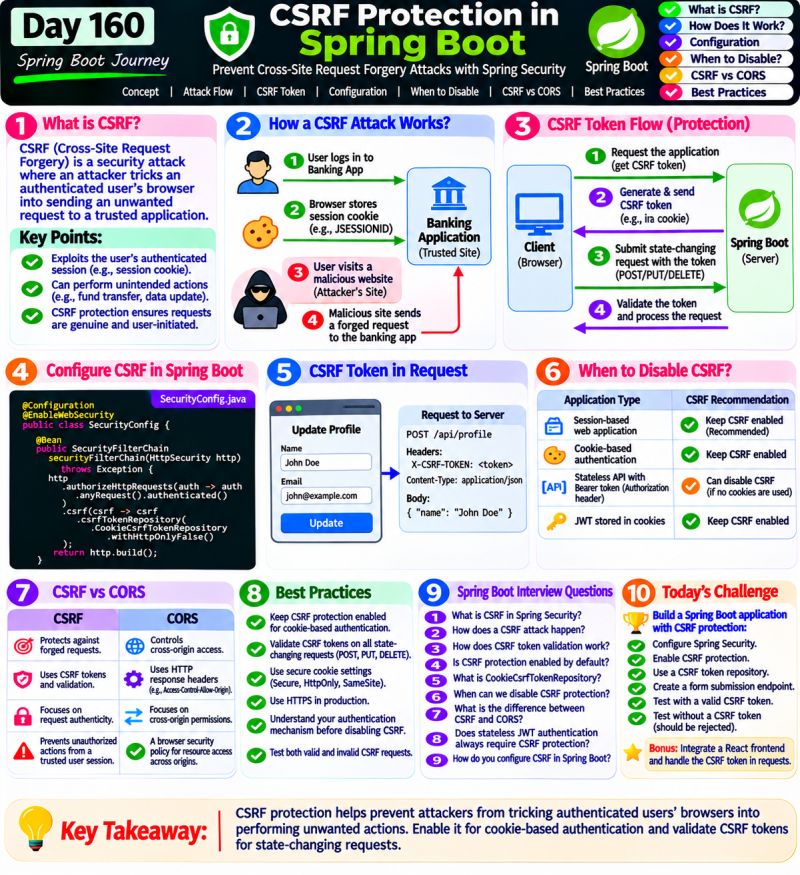 Day 160
Spring Boot Journey
CSRF Protection in
Spring Boot
Prevent Cross-Site Request Forgery Attacks with Spring Security
Spring Boot
What is CSRF?
How Does It Work?
Configuration
When to Disable?
CSRF vs CORS
Best Practices
Concept | Attack Flow | CSRF Token | Configuration | When to Disable | CSRF vs CORS | Best Practices
1 What is CSRF?
CSRF (Cross-Site Request
Forgery) is a security attack
where an attacker tricks an
authenticated user's browser
into sending an unwanted
request to a trusted application.
Key Points:
Exploits the user's authenticated
session (e.g., session cookie).
Can perform unintended actions
(e.g., fund transfer, data update).
CSRF protection ensures requests
are genuine and user-initiated.
2 How a CSRF Attack Works?
1 User logs in to
Banking App
2 Browser stores
session cookie
(e.g., JSESSIONID)
3 User visits a
malicious website
(Attacker's Site)
4 Malicious site sends
a forged request
to the banking app
Banking
Application
(Trusted Site)
3 CSRF Token Flow (Protection)
Client
(Browser)
1 Request the application
(get CSRF token)
2 Generate & send
CSRF token
(e.g., ira cookie)
3 Submit state-changing
request with the token
(POST/PUT/DELETE)
4 Validate the token
and process the request
Spring Boot
(Server)
4 Configure CSRF in Spring Boot
SecurityConfig.java
@Configuration
@EnableWebSecurity
public class SecurityConfig {
@Bean
public SecurityFilterChain
securityFilterChain(HttpSecurity http)
throws Exception {
http
.authorizeHttpRequests(auth -> auth
.anyRequest().authenticated()
)
.csrf(csrf -> csrf
.csrfTokenRepository(
.CookieCsrfTokenRepository
.withHttpOnlyFalse()
);
return http.build();
}
5 CSRF Token in Request
Update Profile
Name
John Doe
Email
john@example.com
Update
Request to Server
POST /api/profile
Headers:
X-CSRF-TOKEN: <token>
Content-Type: application/json
Body:
{ "name": "John Doe" }
6 When to Disable CSRF?
Application Type CSRF Recommendation
Session-based
web application
Keep CSRF enabled
(Recommended)
Cookie-based
authentication
Keep CSRF enabled
[API] Stateless API with
Bearer token (Authorization
header)
Can disable CSRF
(if no cookies are used)
JWT stored in cookies
Keep CSRF enabled
7 CSRF vs CORS
CSRF CORS
Protects against
forged requests.
Controls
cross-origin access.
Uses CSRF tokens
and validation.
Uses HTTP
response headers
(e.g., Access-Control-Allow-Origin).
Focuses on
request authenticity.
Focuses on
cross-origin permissions.
Prevents unauthorized
actions from a
trusted user session.
A browser security
policy for resource access
across origins.
8 Best Practices
Keep CSRF protection enabled
for cookie-based authentication.
Validate CSRF tokens on all state-
changing requests (POST, PUT, DELETE).
Use secure cookie settings
(Secure, HttpOnly, SameSite).
Use HTTPS in production.
Understand your authentication
mechanism before disabling CSRF.
Test both valid and invalid CSRF requests.
9 Spring Boot Interview Questions
1 What is CSRF in Spring Security?
2 How does a CSRF attack happen?
3 How does CSRF token validation work?
4 Is CSRF protection enabled by default?
5 What is CookieCsrfTokenRepository?
6 When can we disable CSRF protection?
7 What is the difference
between CSRF and CORS?
8 Does stateless JWT authentication
always require CSRF protection?
9 How do you configure CSRF in Spring Boot?
10 Today's Challenge
Build a Spring Boot application
with CSRF protection:
Configure Spring Security.
Enable CSRF protection.
Use a CSRF token repository.
Create a form submission endpoint.
Test with a valid CSRF token.
Test without a CSRF token
(should be rejected).
Bonus: Integrate a React frontend
and handle the CSRF token in requests.
Key Takeaway:
CSRF protection helps prevent attackers from tricking authenticated users' browsers into
performing unwanted actions. Enable it for cookie-based authentication and validate CSRF tokens
for state-changing requests.